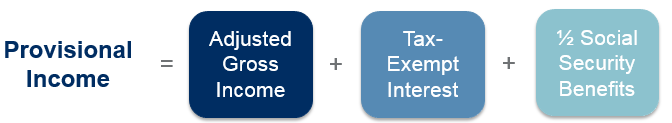 Provisional
Income
=
Adjusted
Gross
Income
+
Tax-
Exempt
Interest
+
½ Social
Security
Benefits